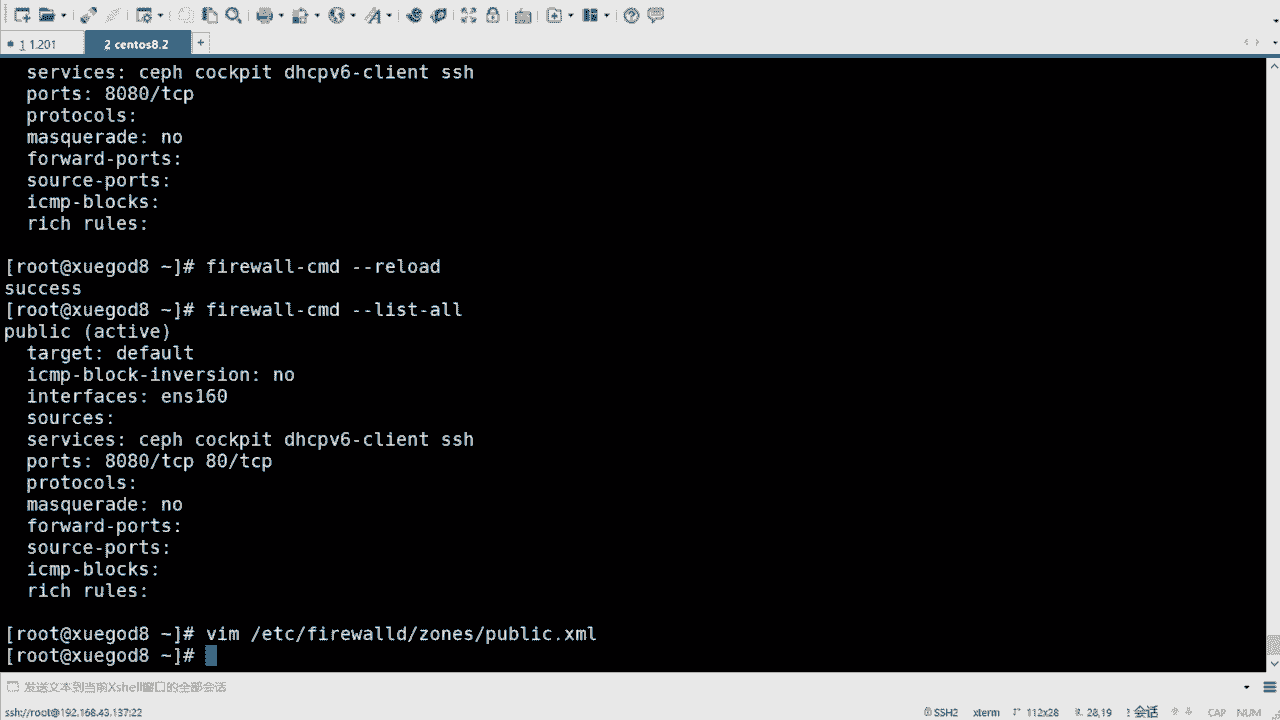 1 1.201
2 centos8.2
+
services: ceph cockpit dhcpv6-client ssh
ports: 8080/tcp
protocols:
masquerade: no
forward-ports:
source-ports:
icmp-blocks:
rich rules:
[root@xuegod8 ~]# firewall-cmd --reload
success
[root@xuegod8 ~]# firewall-cmd --list-all
public (active)
target: default
icmp-block-inversion: no
interfaces: ens160
sources:
services: ceph cockpit dhcpv6-client ssh
ports: 8080/tcp 80/tcp
protocols:
masquerade: no
forward-ports:
source-ports:
icmp-blocks:
rich rules:
[root@xuegod8 ~]# vim /etc/firewalld/zones/public.xml
[root@xuegod8 ~]#
发送文本到当前Xshell窗口的全部会话
ssh://root@192.168.43.137:22
SSH2 xterm 112x28 28,19 1 会话 CAP NUM